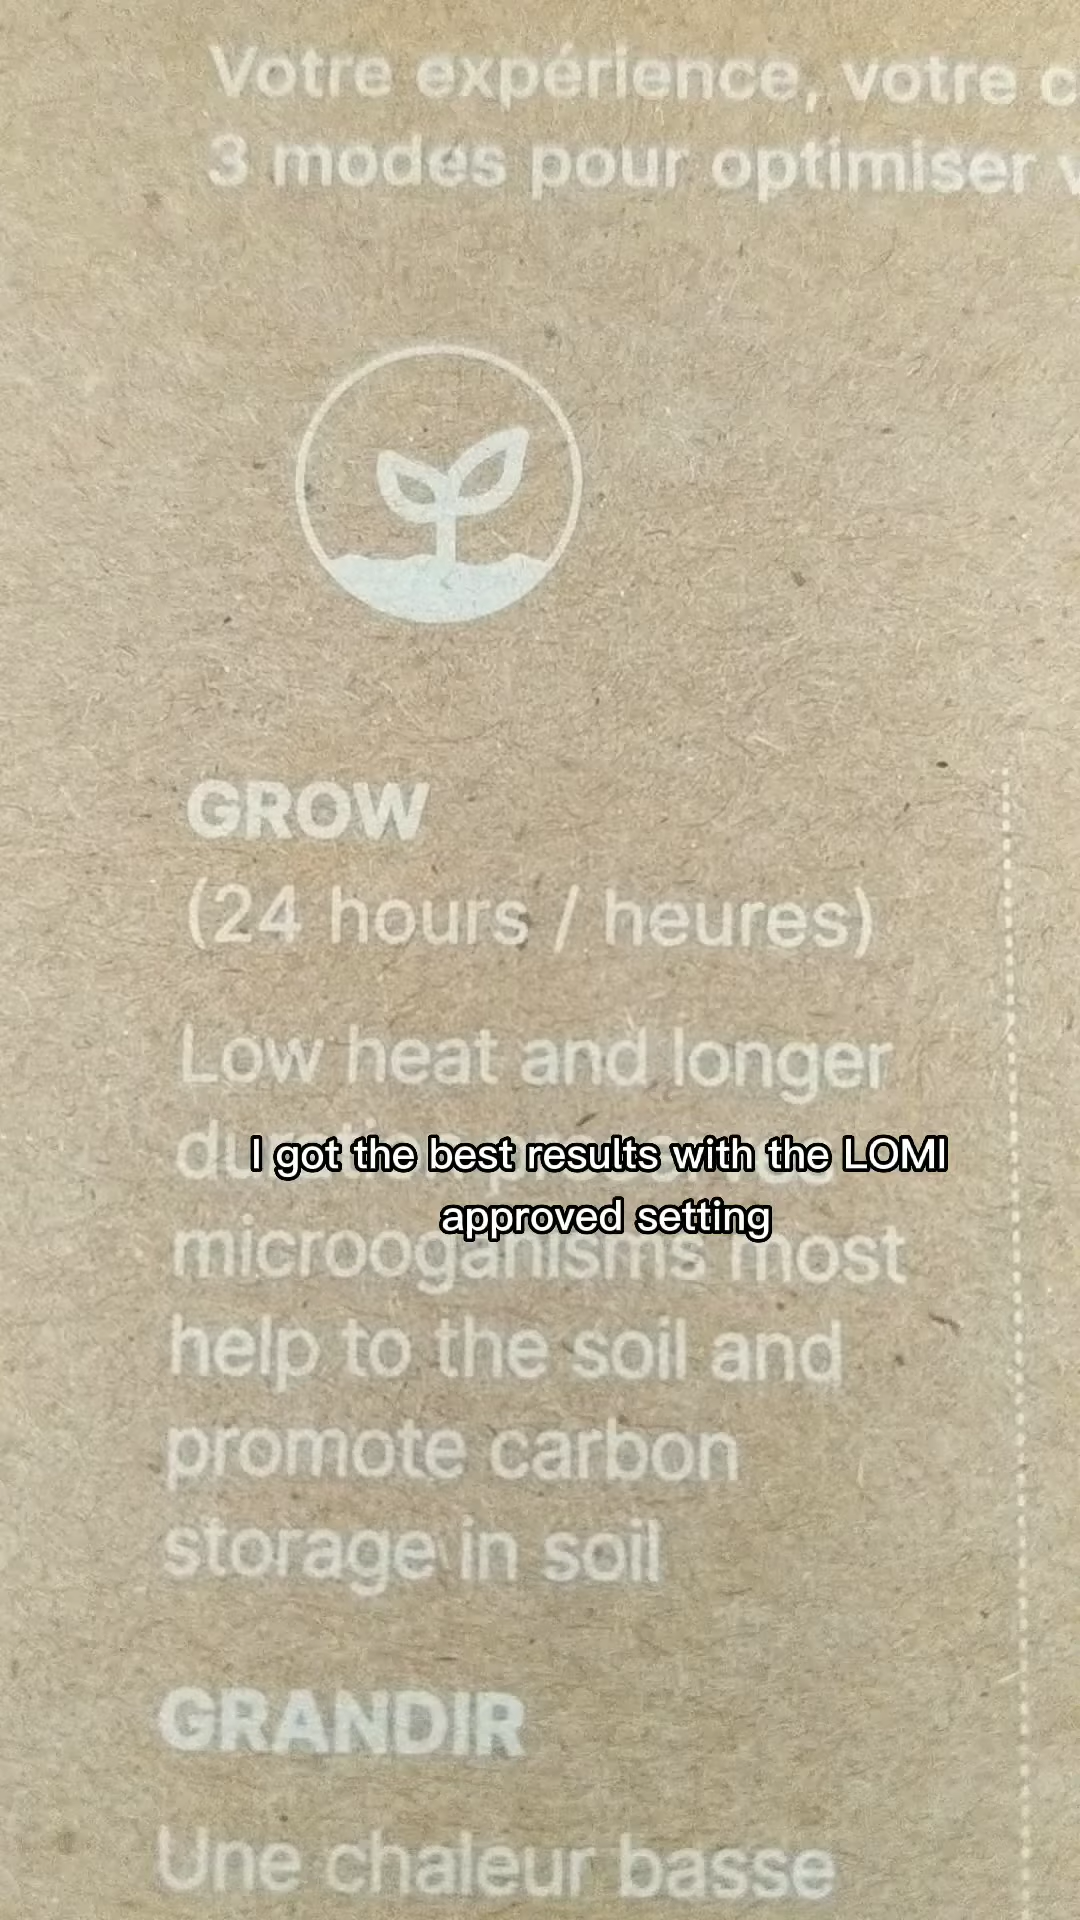 Votre expérience, votre
3 modes pour optimiser
GROW
(24 hours / heures)
Low heat and longer
I got the best results with the LOMI
approved setting
microoganisms most
help to the soil and
promote carbon
storage in soil
GRANDIR
Une chaleur basse